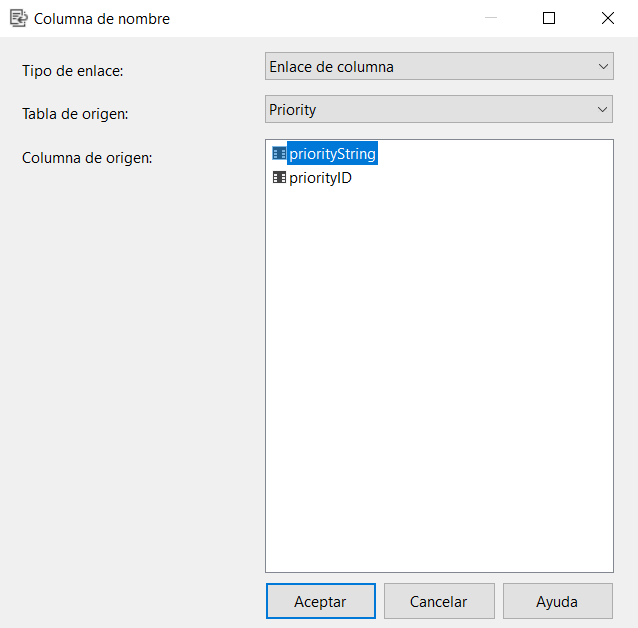 Columna de nombre
Tipo de enlace:
Enlace de columna
Tabla de origen:
Priority
Columna de origen:
priorityString
priorityID
Aceptar
Cancelar
Ayuda